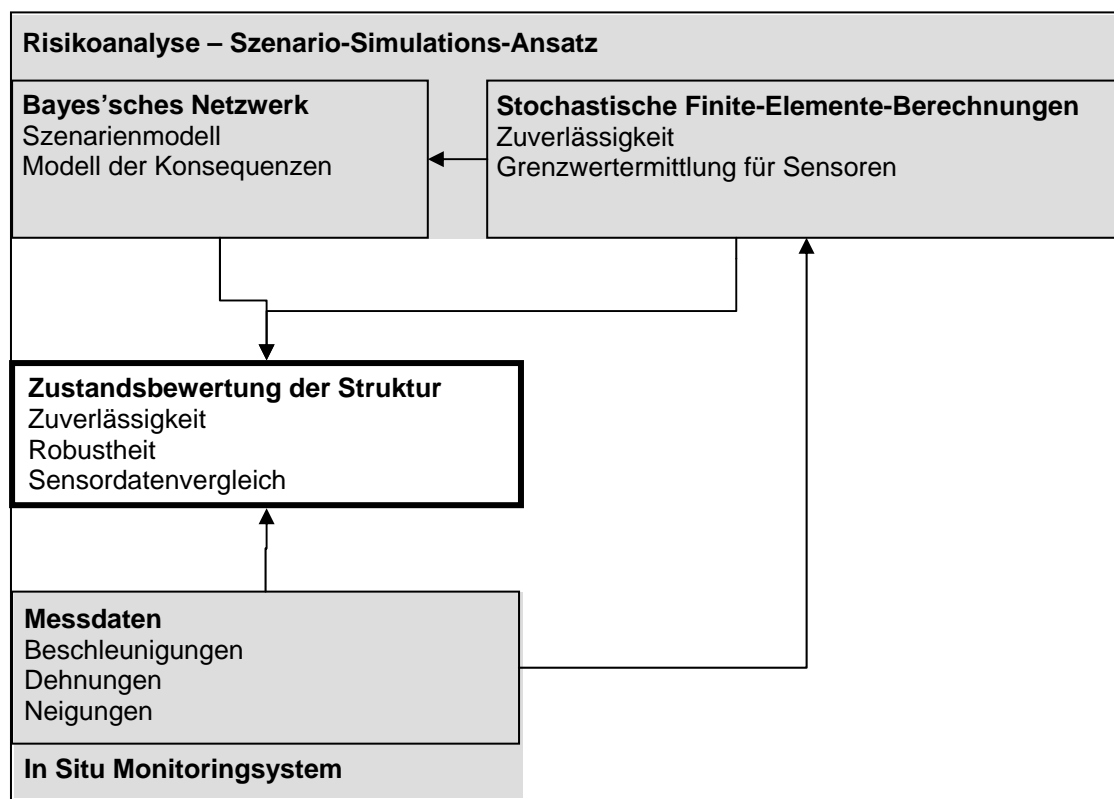 Risikoanalyse – Szenario-Simulations-Ansatz
Bayes’sches Netzwerk
Szenarienmodell
Modell der Konsequenzen
Stochastische Finite-Elemente-Berechnungen
Zuverlässigkeit
Grenzwertermittlung für Sensoren
Zustandsbewertung der Struktur
Zuverlässigkeit
Robustheit
Sensordatenvergleich
Messdaten
Beschleunigungen
Dehnungen
Neigungen
In Situ Monitoringsystem